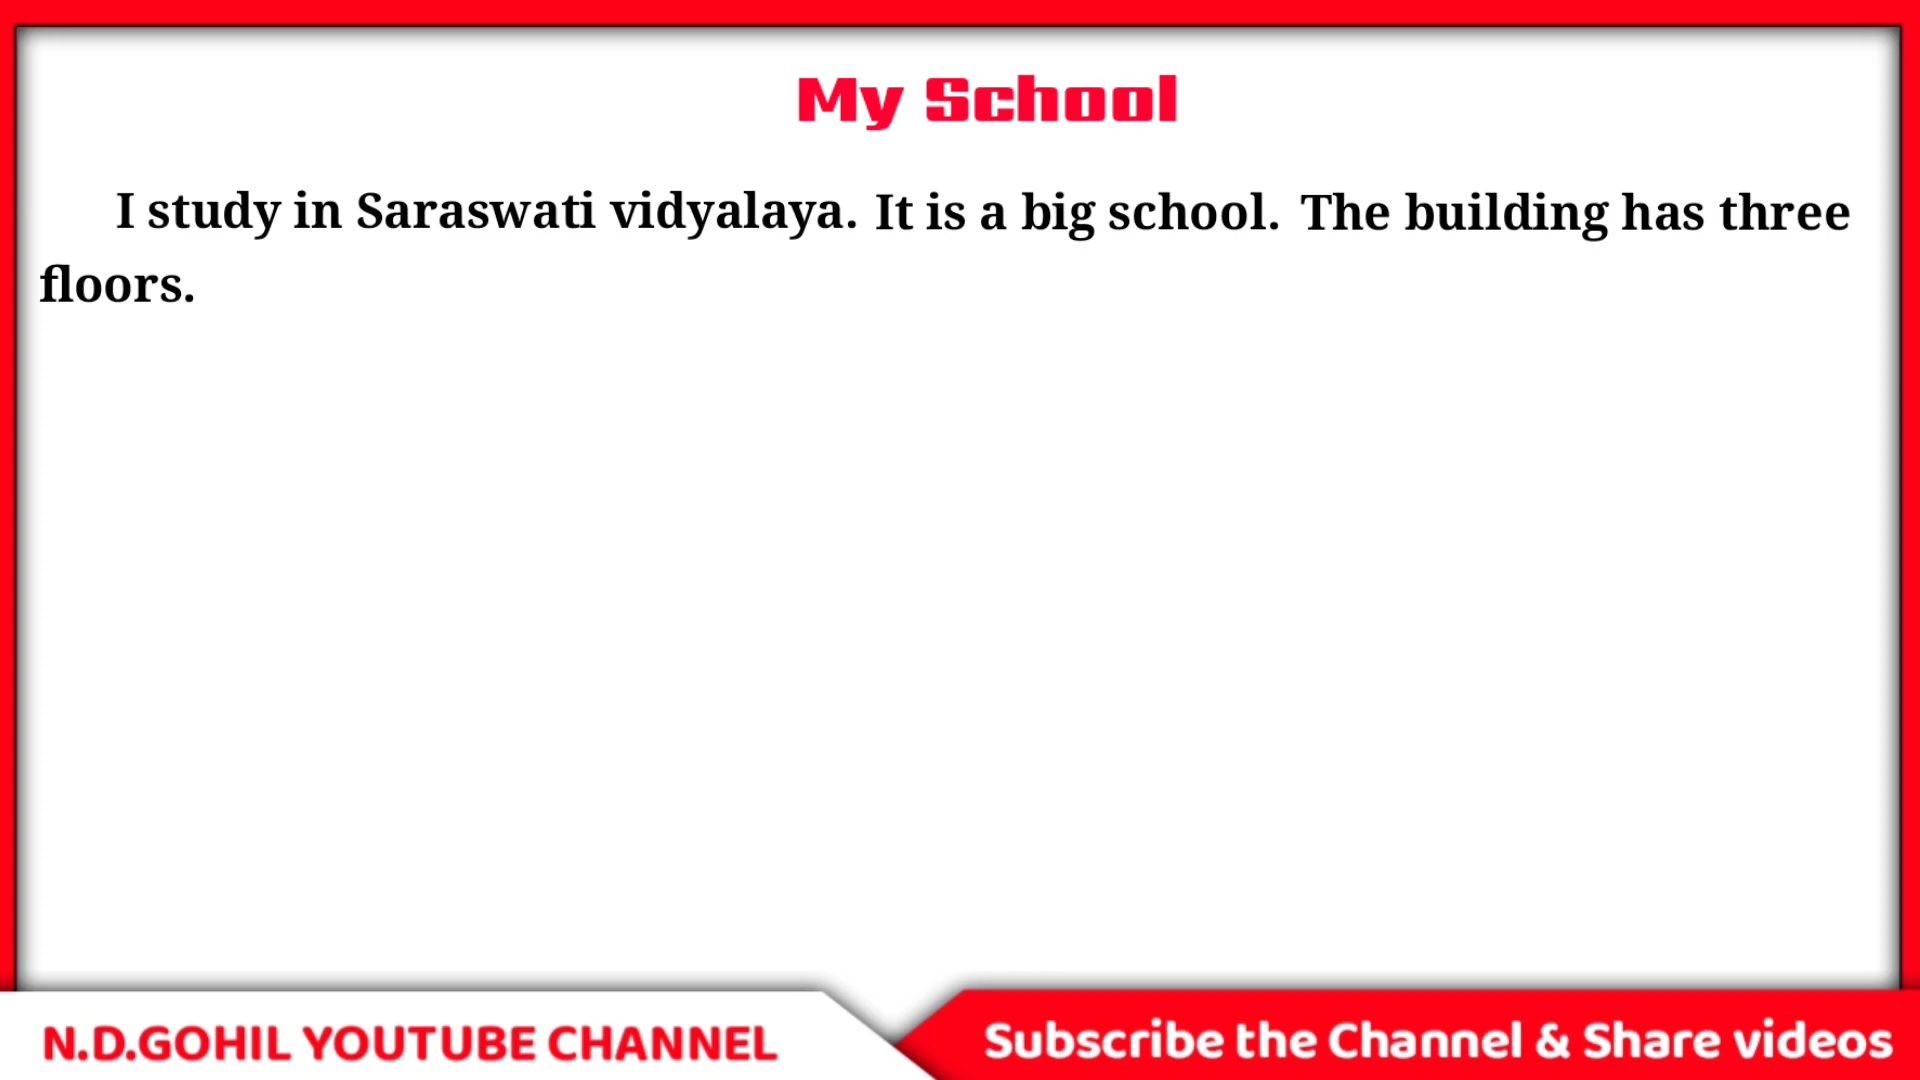 My School
I study in Saraswati vidyalaya. It is a big school. The building has three
floors.
N.D.GOHIL YOUTUBE CHANNEL
Subscribe the Channel & Share videos